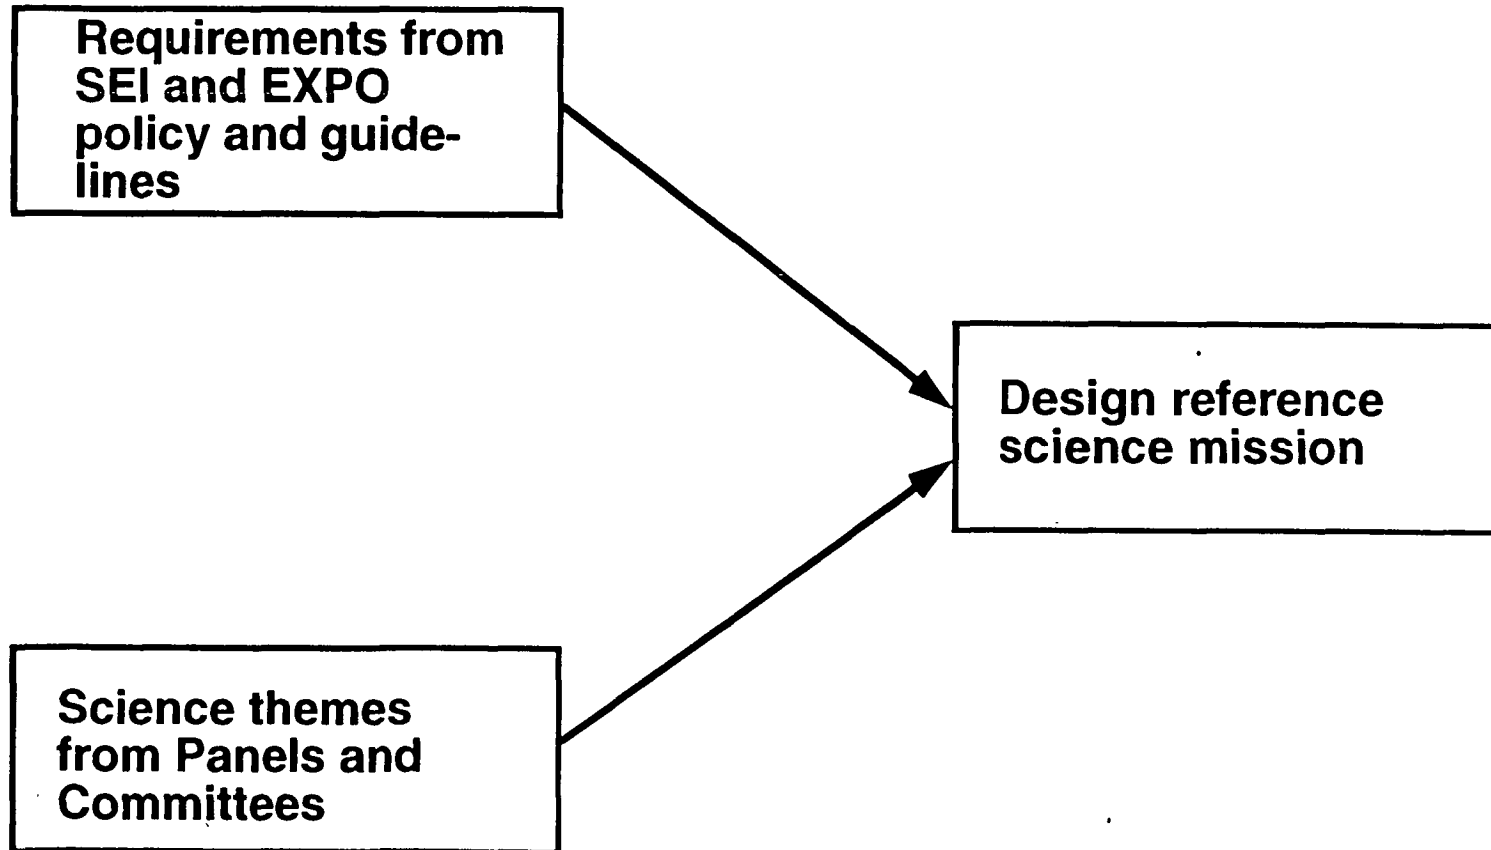 Requirements from
SEI and EXPO
policy and guide-
lines
Design reference
science mission
Science themes
from Panels and
Committees